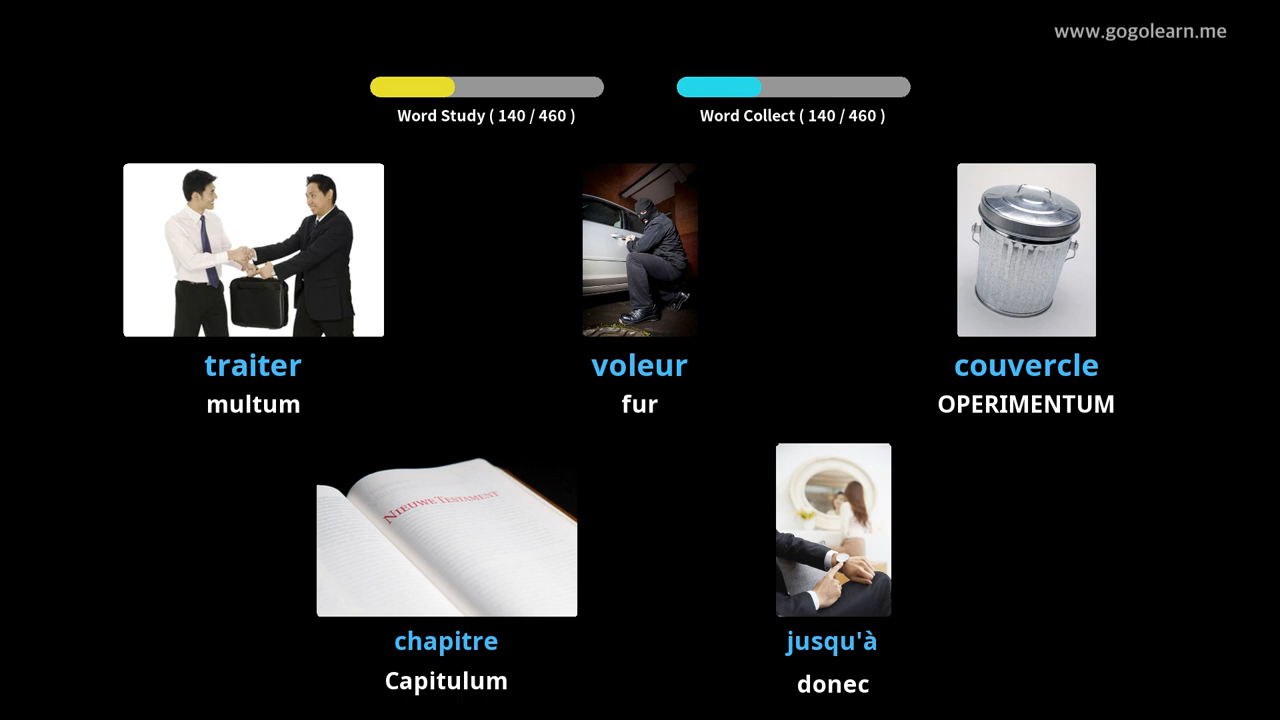 www.gogolearn.me
Word Study ( 140 / 460 )
Word Collect ( 140 / 460 )
traiter
multum
voleur
fur
couvercle
OPERIMENTUM
NIEUWE TESTAMENT
chapitre
Capitulum
jusqu'à
donec